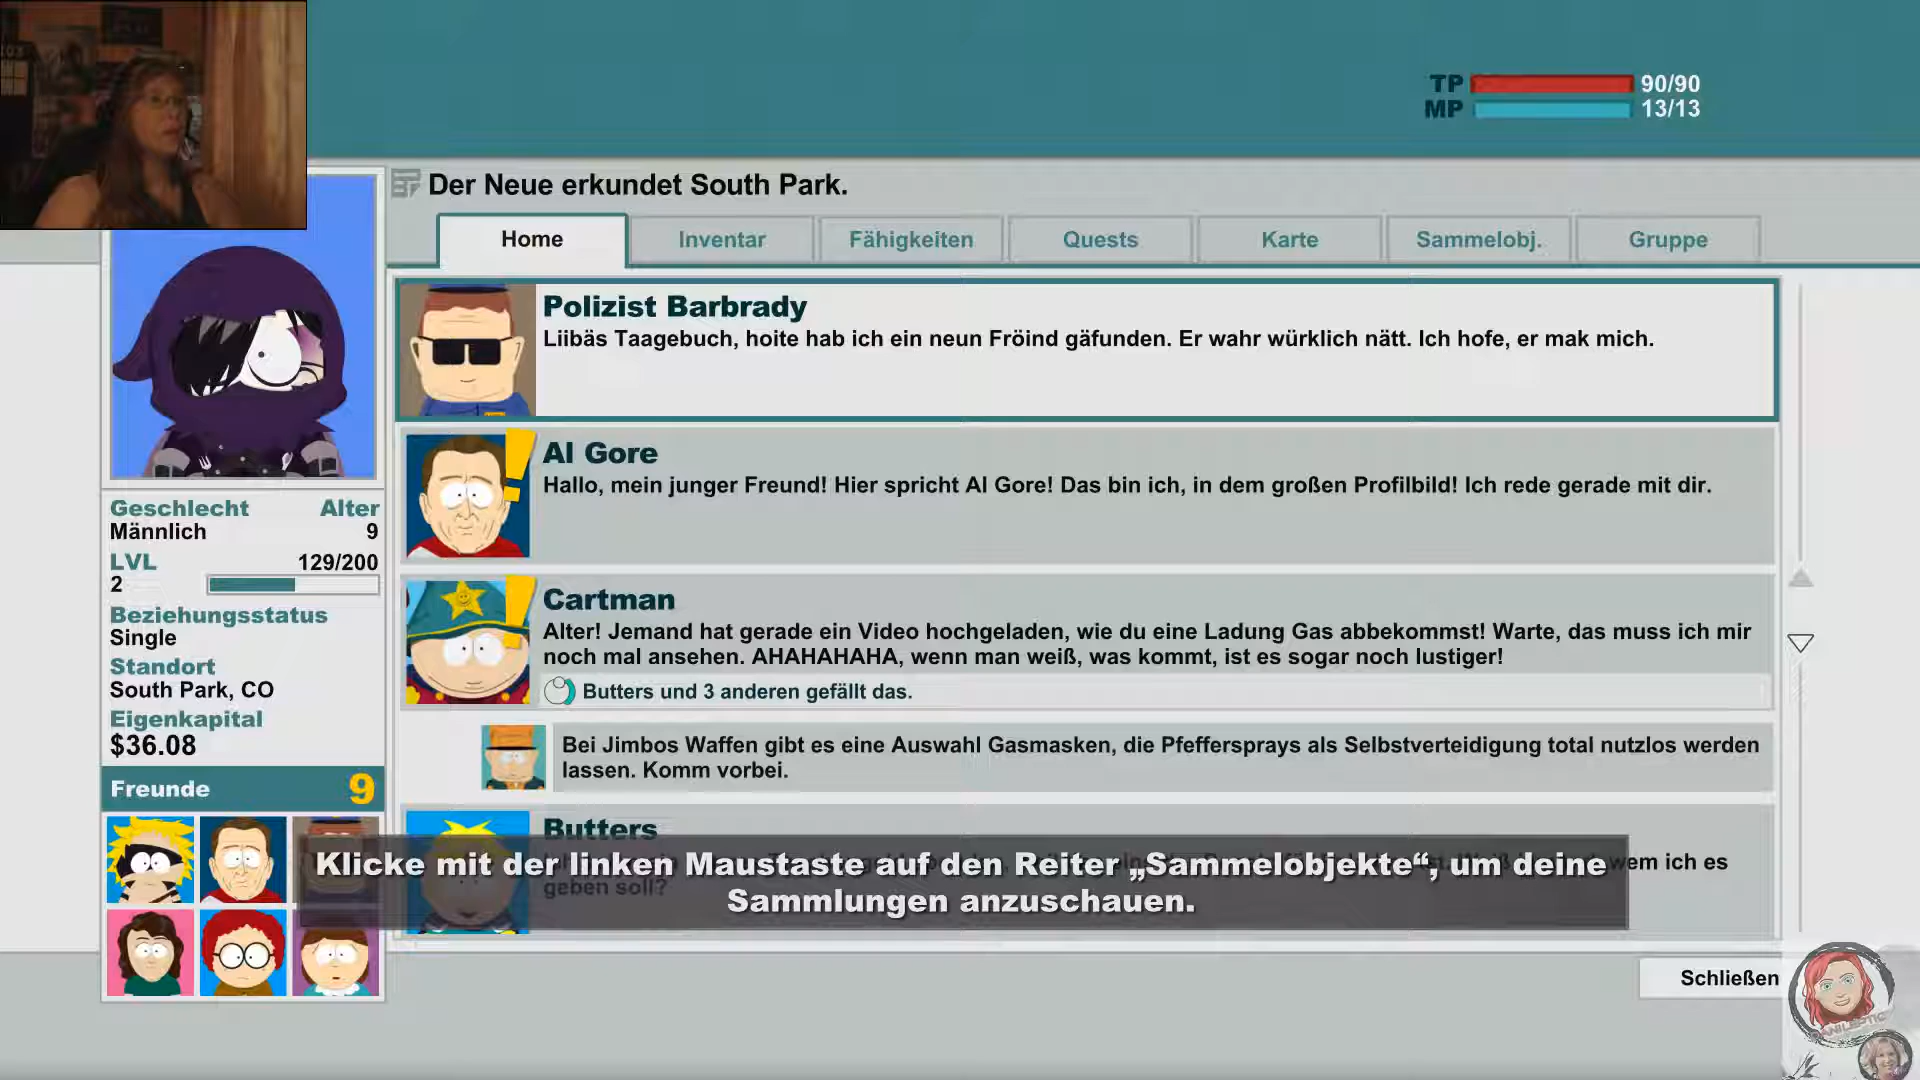 TP 90/90
MP 13/13
Der Neue erkundet South Park.
Home Inventar Fähigkeiten Quests Karte Sammelobj. Gruppe
Polizist Barbrady
Liibäs Taagebuch, hoite hab ich ein neun Fröind gäfunden. Er wahr würklich nätt. Ich hofe, er mak mich.
Al Gore
Hallo, mein junger Freund! Hier spricht Al Gore! Das bin ich, in dem großen Profilbild! Ich rede gerade mit dir.
Cartman
Alter! Jemand hat gerade ein Video hochgeladen, wie du eine Ladung Gas abbekommst! Warte, das muss ich mir
noch mal ansehen. AHAHAHAHA, wenn man weiß, was kommt, ist es sogar noch lustiger!
Butters und 3 anderen gefällt das.
Bei Jimbos Waffen gibt es eine Auswahl Gasmasken, die Pfeffersprays als Selbstverteidigung total nutzlos werden
lassen. Komm vorbei.
Butters
wem ich es
geben soll?
Geschlecht Alter
Männlich 9
LVL 129/200
2
Beziehungsstatus
Single
Standort
South Park, CO
Eigenkapital
$36.08
Freunde 9
Klicke mit der linken Maustaste auf den Reiter „Sammelobjekte“, um deine
Sammlungen anzuschauen.
Schließen